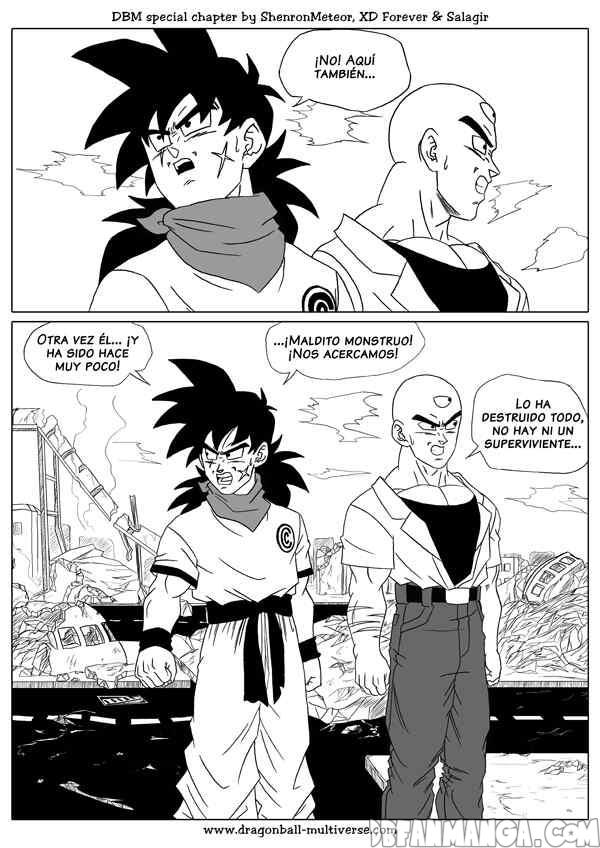 DBM special chapter by ShenronMeteor, XD Forever & Salagir
¡No! Aquí
también...
Otra vez él... ¡y
ha sido hace
muy poco!
...¡Maldito monstruo!
¡Nos acercamos!
Lo ha
destruido todo,
no hay ni un
superviviente...
C
C
www.dragonball-multiverse.com
DBFANMANGA.COM